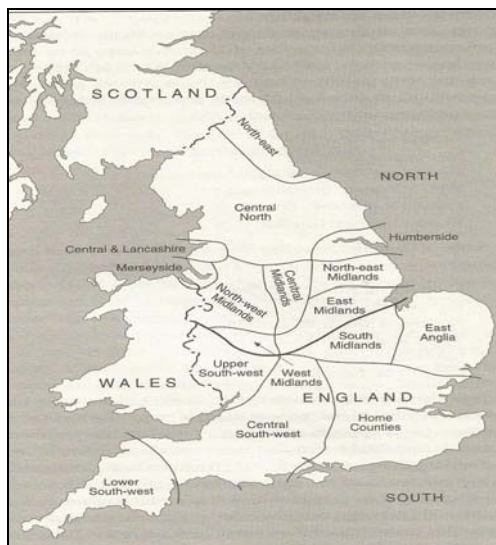 SCOTLAND
North-east
NORTH
Central
North
Humberside
Central & Lancashire
Merseyside
Central
Midlands
North-east
Midlands
North-west
Midlands
East
Midlands
South
Midlands
East
Anglia
Upper
South-west
West
Midlands
WALES
ENGLAND
Central
South-west
Home
Counties
Lower
South-west
SOUTH